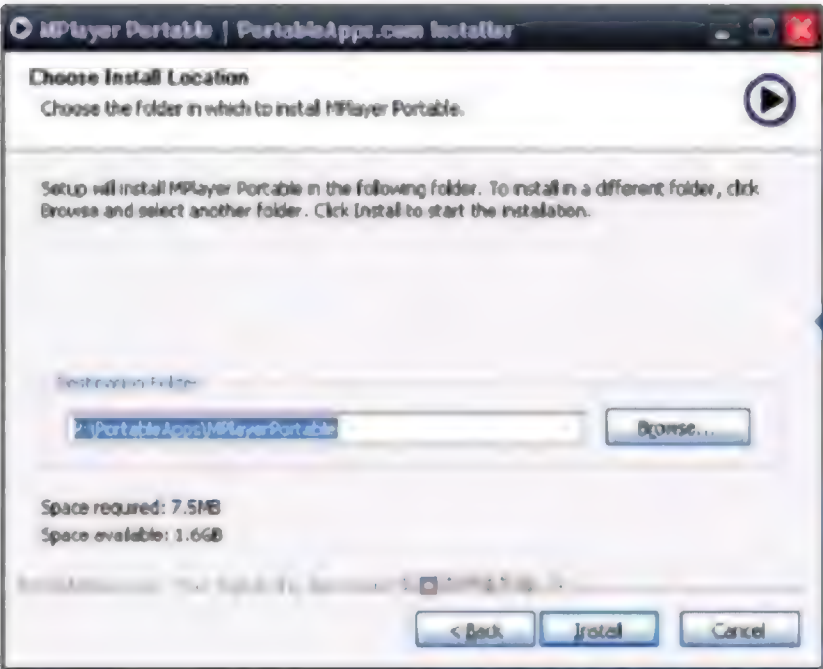 MPlayer Portable | PortableApps.com Installer
Choose Install Location
Choose the folder in which to install MPlayer Portable.
Setup will install MPlayer Portable in the following folder. To install in a different folder, click
Browse and select another folder. Click Install to start the installation.
Destination Folder
:\PortableApps\MPlayerPortable
Browse...
Space required: 7.5MB
Space available: 1.6GB
< Back
Install
Cancel